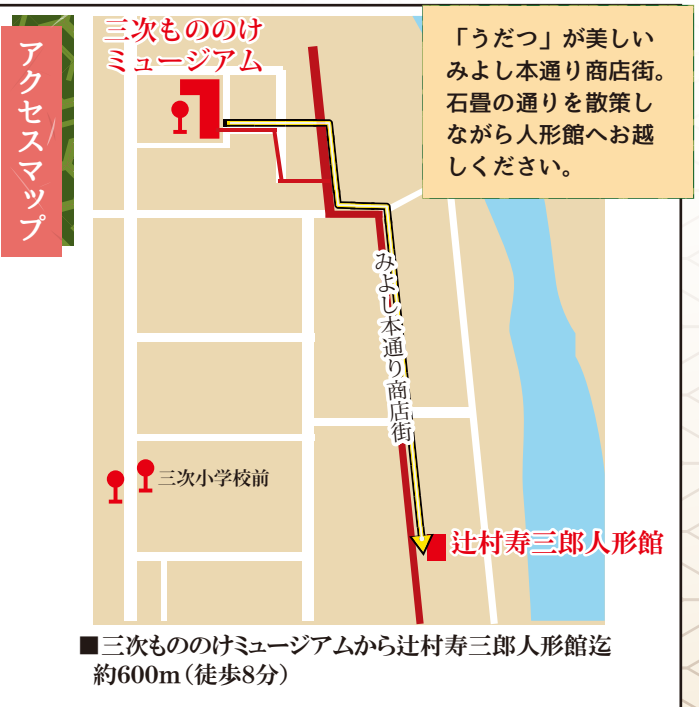 アクセスマップ
三次もののけ
ミュージアム
「うだつ」が美しい
みよし本通り商店街。
石畳の通りを散策し
ながら人形館へお越
しください。
みよし本通り商店街
三次小学校前
辻村寿三郎人形館
■三次もののけミュージアムから辻村寿三郎人形館迄
約600m（徒歩8分）